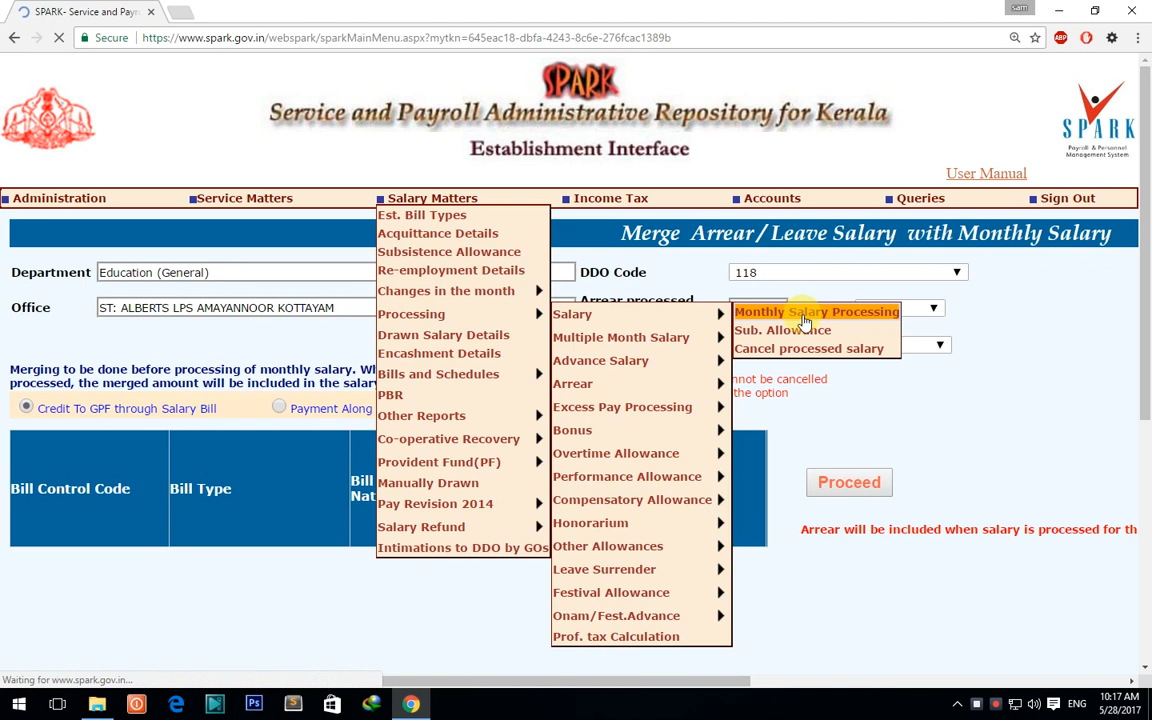 SPARK- Service and Payr
sam
Secure
https://www.spark.gov.in/webspark/sparkMainMenu.aspx?mytkn=645eac18-dbfa-4243-8c6e-276fcac1389b
ABP
SPARK
Service and Payroll Administrative Repository for Kerala
Establishment Interface
SPARK
Payroll & Personnel
Management System
User Manual
Administration
Service Matters
Salary Matters
Income Tax
Accounts
Queries
Sign Out
Merge Arrear / Leave Salary with Monthly Salary
Department
Education (General)
DDO Code
118
Office
ST: ALBERTS LPS AMAYANNOOR KOTTAYAM
Arrear processed
Est. Bill Types
Acquittance Details
Subsistence Allowance
Re-employment Details
Changes in the month
Processing
Drawn Salary Details
Encashment Details
Bills and Schedules
PBR
Other Reports
Co-operative Recovery
Provident Fund(PF)
Manually Drawn
Pay Revision 2014
Salary Refund
Intimations to DDO by GOs
Salary
Multiple Month Salary
Advance Salary
Arrear
Excess Pay Processing
Bonus
Overtime Allowance
Performance Allowance
Compensatory Allowance
Honorarium
Other Allowances
Leave Surrender
Festival Allowance
Onam/Fest.Advance
Prof. tax Calculation
Monthly Salary Processing
Sub. Allowance
Cancel processed salary
Merging to be done before processing of monthly salary. Wh
nnot be cancelled
processed, the merged amount will be included in the salar
the option
Credit To GPF through Salary Bill
Payment Along
Bill Control Code
Bill Type
Bill
Nat
Proceed
Arrear will be included when salary is processed for th
Waiting for www.spark.gov.in...
Ps
S
ENG
10:17 AM
5/28/2017